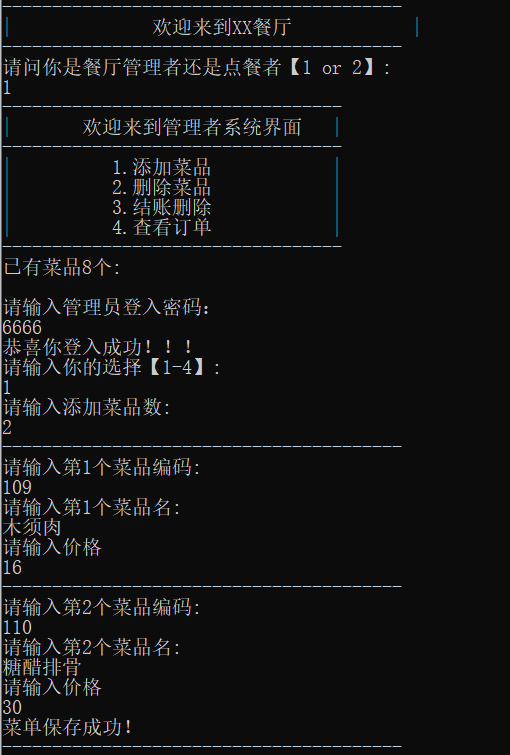 ----------------------------------------
|              欢迎来到XX餐厅            |
----------------------------------------
请问你是餐厅管理者还是点餐者【1 or 2】:
1
----------------------------------
|       欢迎来到管理者系统界面   |
----------------------------------
|          1.添加菜品            |
|          2.删除菜品            |
|          3.结账删除            |
|          4.查看订单            |
----------------------------------
已有菜品8个:
请输入管理员登入密码：
6666
恭喜你登入成功！！！
请输入你的选择【1-4】:
1
请输入添加菜品数:
2
----------------------------------------
请输入第1个菜品编码:
109
请输入第1个菜品名:
木须肉
请输入价格
16
----------------------------------------
请输入第2个菜品编码:
110
请输入第2个菜品名:
糖醋排骨
请输入价格
30
菜单保存成功！
----------------------------------------